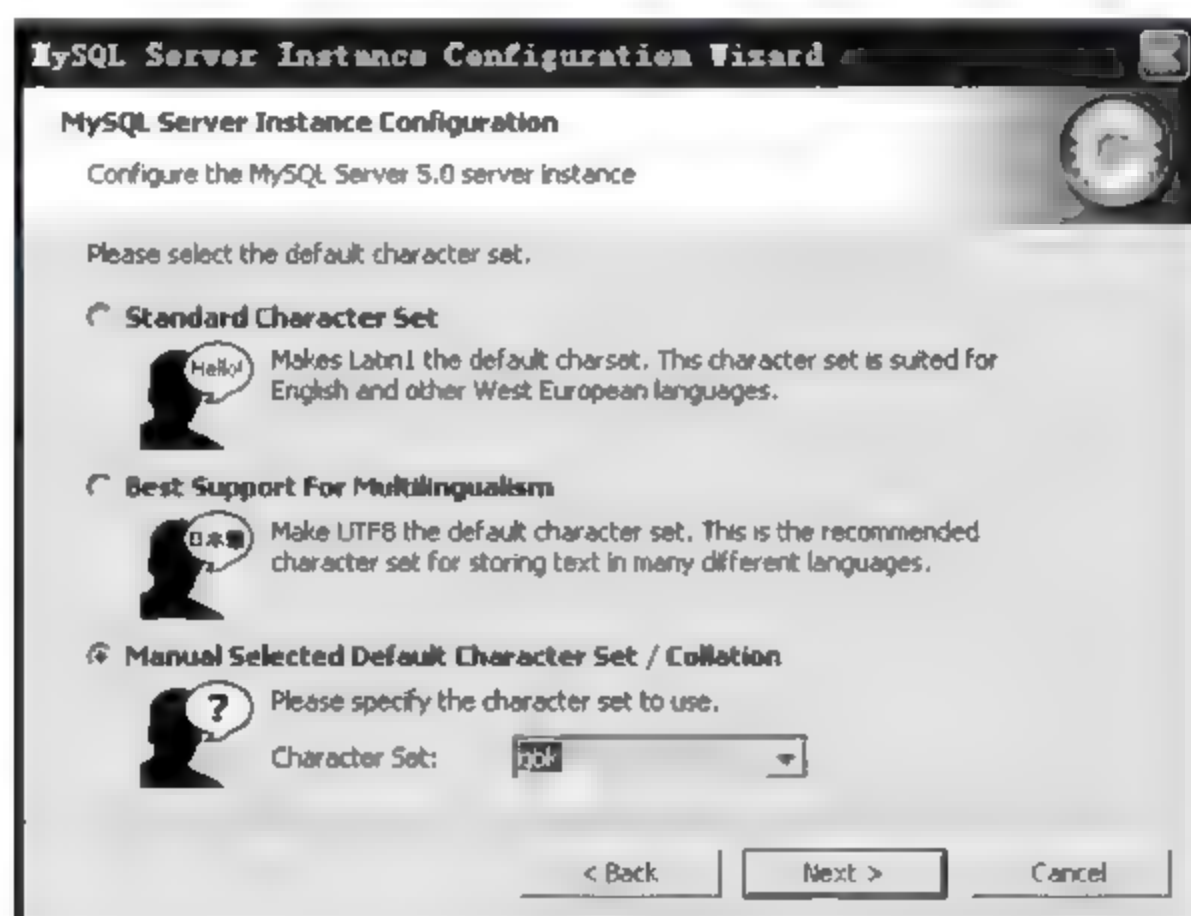 MySQL Server Instance Configuration Wizard
MySQL Server Instance Configuration
Configure the MySQL Server 5.0 server instance
Please select the default character set.
Standard Character Set
Hello!
Makes Latin1 the default charset. This character set is suited for
English and other West European languages.
Best Support For Multilingualism
Make UTF8 the default character set. This is the recommended
character set for storing text in many different languages.
Manual Selected Default Character Set / Collation
?
Please specify the character set to use.
Character Set:
gbk
< Back
Next >
Cancel